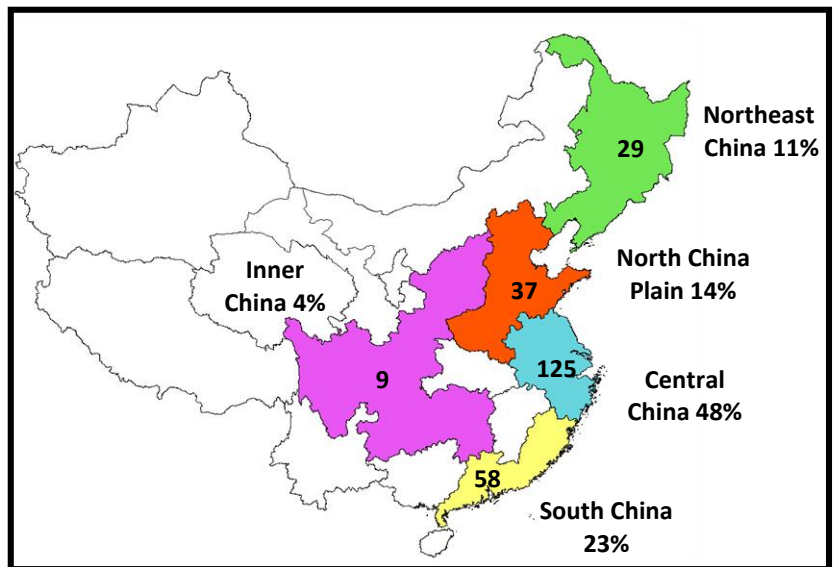 29
Northeast
China 11%
Inner
China 4%
37
North China
Plain 14%
9
125
Central
China 48%
58
South China
23%